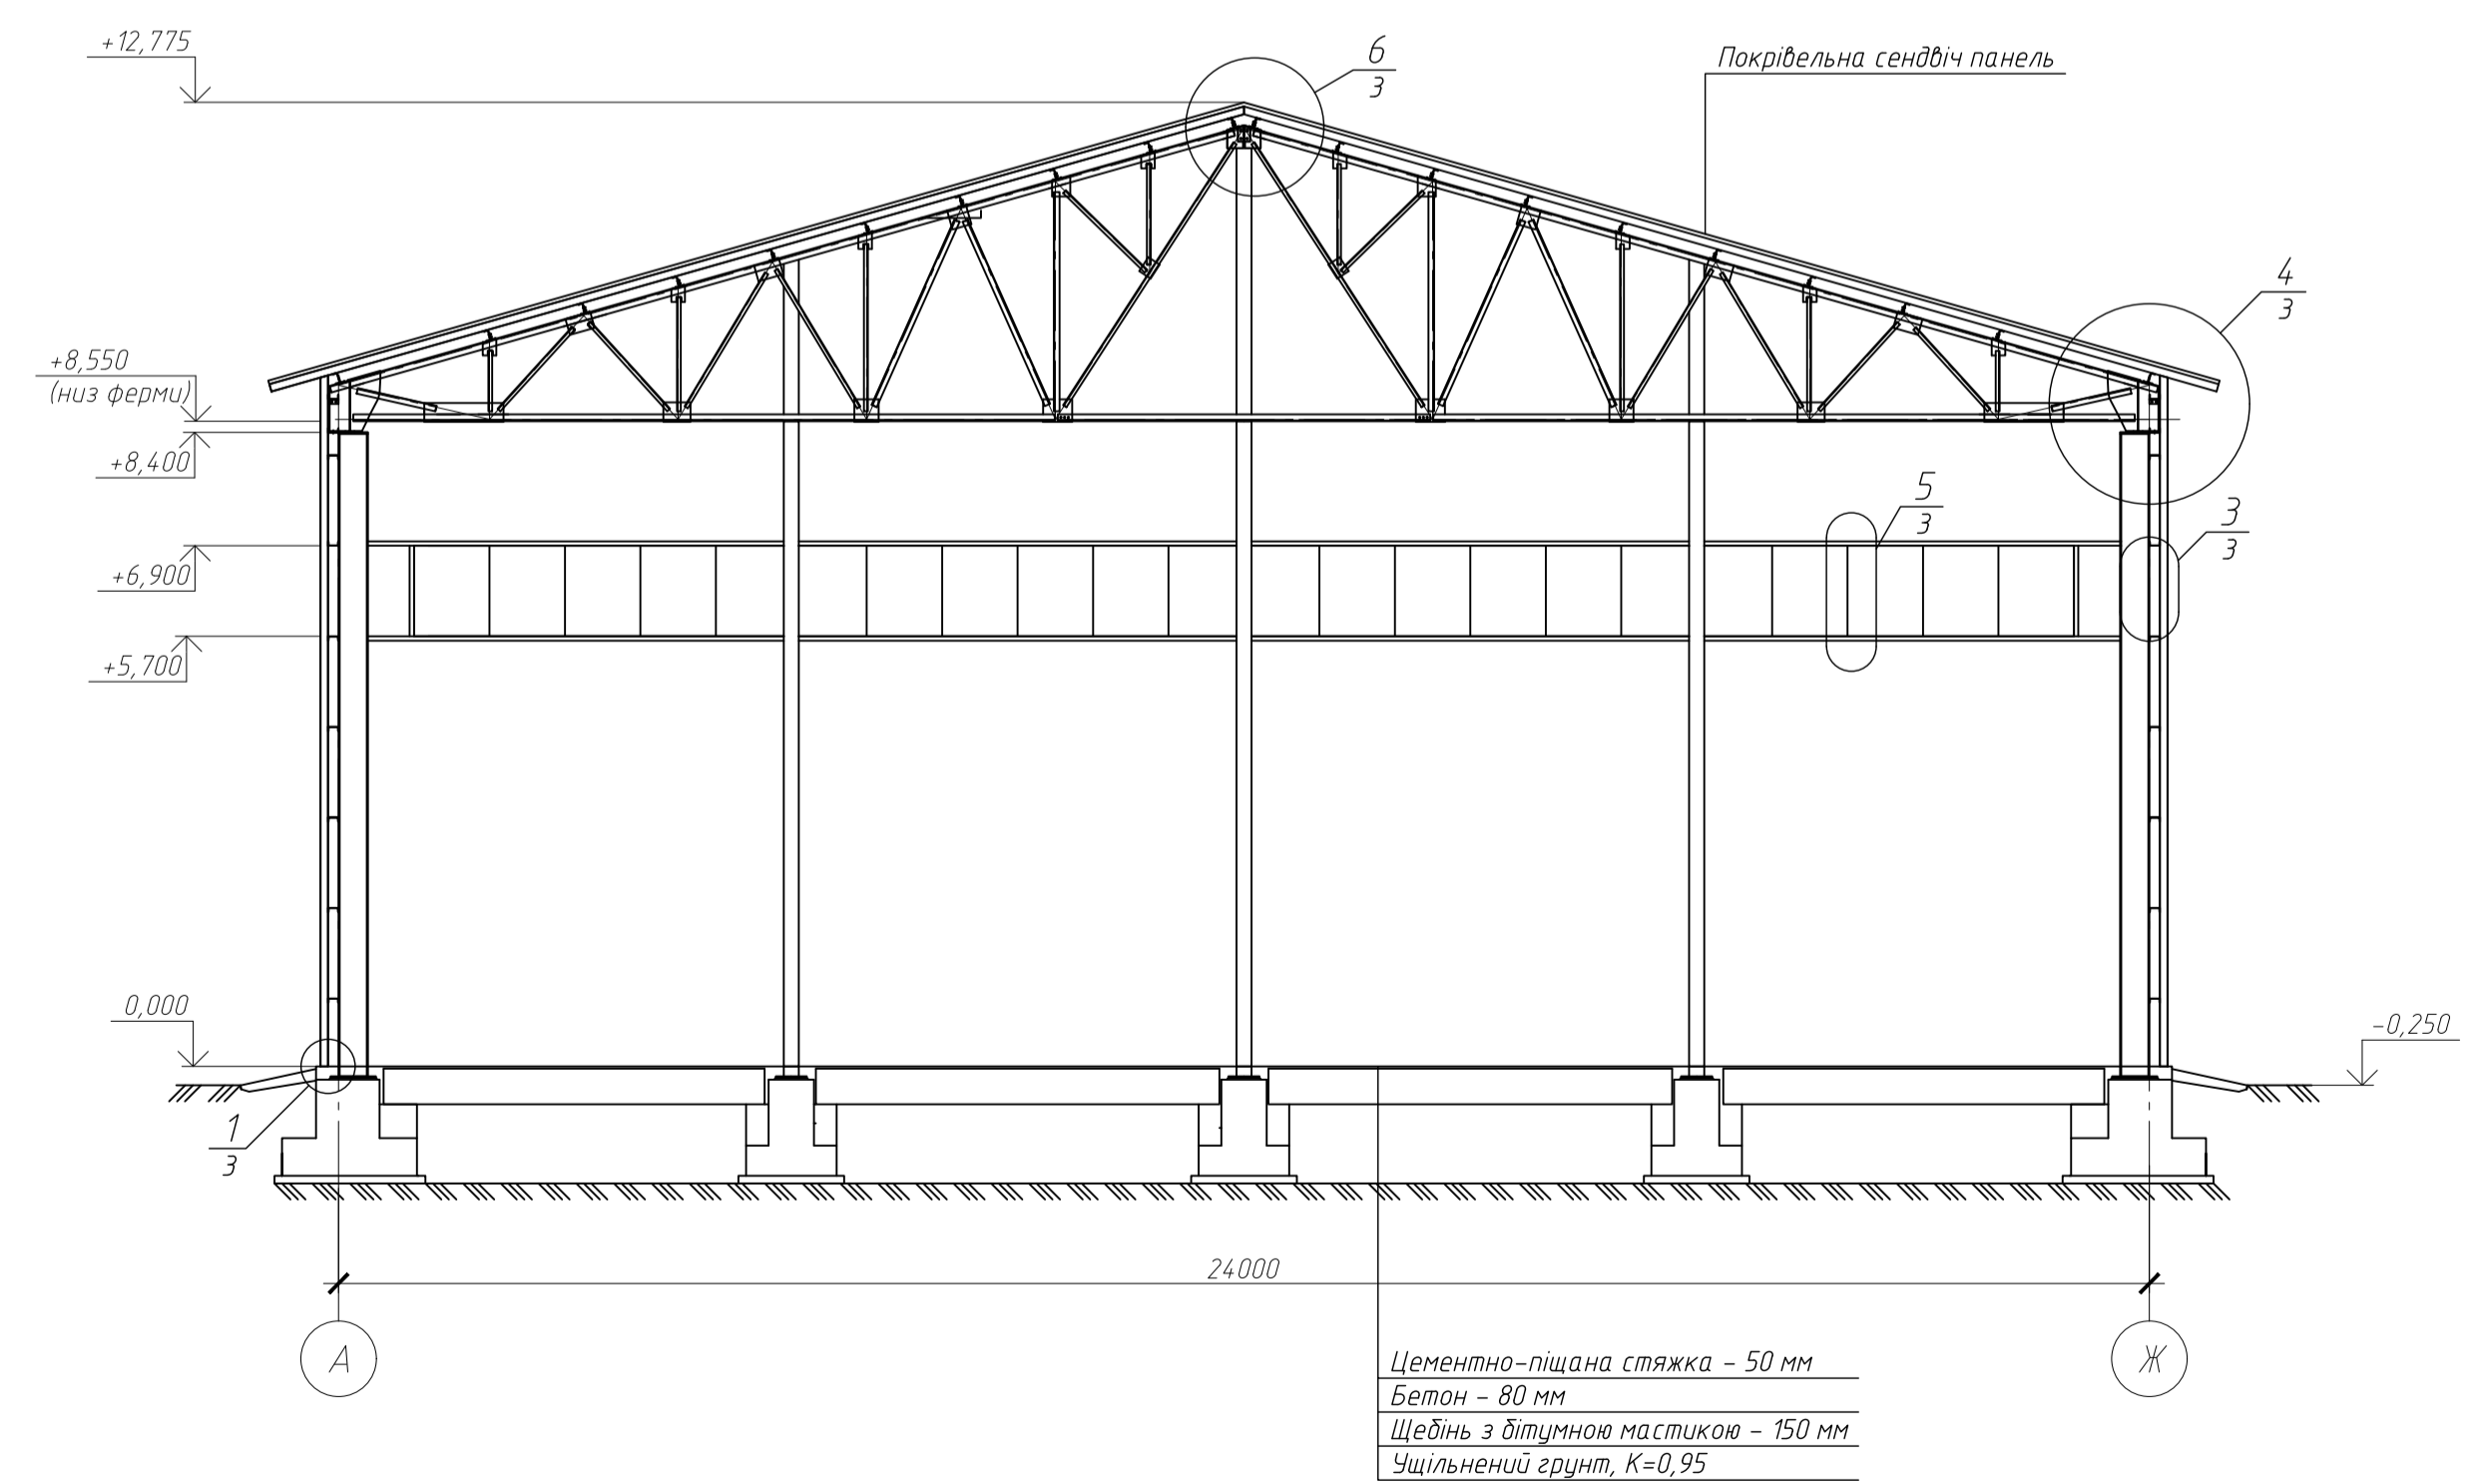 +12,775
6
3
Покрівельна сендвіч панель
4
3
+8,550
(низ ферми)
+8,400
5
3
3
3
+6,900
+5,700
0,000
-0,250
1
3
24000
А
Ж
Цементно-піщана стяжка - 50 мм
Бетон - 80 мм
Щебінь з бітумною мастикою - 150 мм
Ущільнений грунт, К=0,95